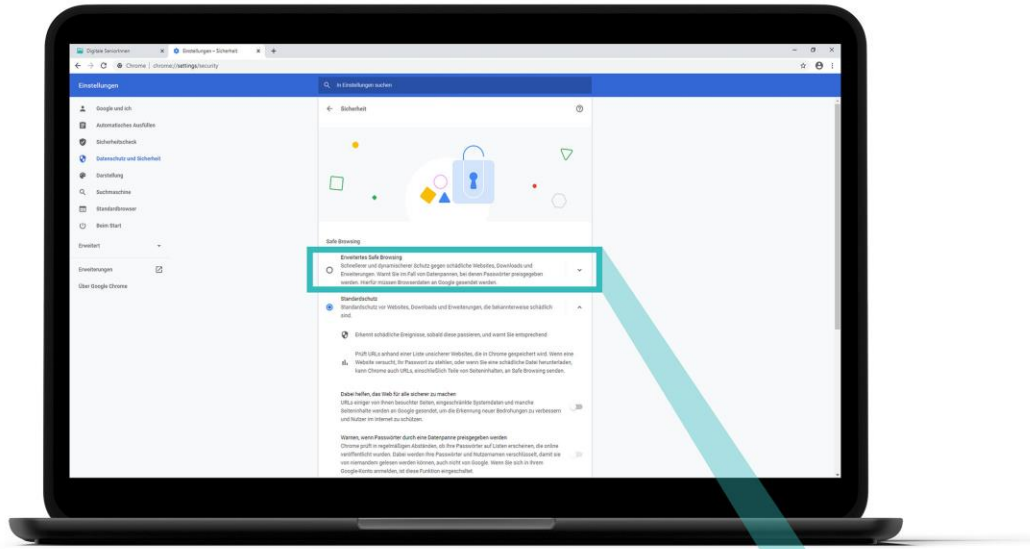 Digitale SeniorInnen
Einstellungen – Sicherheit
Chrome | chrome://settings/security
Einstellungen
In Einstellungen suchen
Google und ich
Automatisches Ausfüllen
Sicherheitscheck
Datenschutz und Sicherheit
Darstellung
Suchmaschine
Standardbrowser
Beim Start
Erweitert
Erweiterungen
Über Google Chrome
Sicherheit
Safe Browsing
Erweitertes Safe Browsing
Schnellerer und dynamischerer Schutz gegen schädliche Websites, Downloads und
Erweiterungen. Warnt Sie im Fall von Datenpannen, bei denen Passwörter preisgegeben
werden. Hierfür müssen Browserdaten an Google gesendet werden.
Standardschutz
Standardschutz vor Websites, Downloads und Erweiterungen, die bekannterweise schädlich
sind.
Erkennt schädliche Ereignisse, sobald diese passieren, und warnt Sie entsprechend
Prüft URLs anhand einer Liste unsicherer Websites, die in Chrome gespeichert sind. Wenn eine
Website versucht, Ihr Passwort zu stehlen, oder wenn Sie eine schädliche Datei herunterladen,
kann Chrome auch URLs, einschließlich Teile von Seiteninhalten, an Safe Browsing senden.
Dabei helfen, das Web für alle sicherer zu machen
URLs einiger von Ihnen besuchter Seiten, eingeschränkte Systemdaten und manche
Seiteninhalte werden an Google gesendet, um die Erkennung neuer Bedrohungen zu verbessern
und Nutzer im Internet zu schützen.
Warnen, wenn Passwörter durch eine Datenpanne preisgegeben werden
Chrome prüft in regelmäßigen Abständen, ob Ihre Passwörter auf Listen erscheinen, die online
veröffentlicht wurden. Dabei werden Ihre Passwörter und Nutzernamen verschlüsselt, damit sie
von niemandem gelesen werden können, auch nicht von Google. Wenn Sie sich in Ihrem
Google-Konto anmelden, ist diese Funktion eingeschaltet.